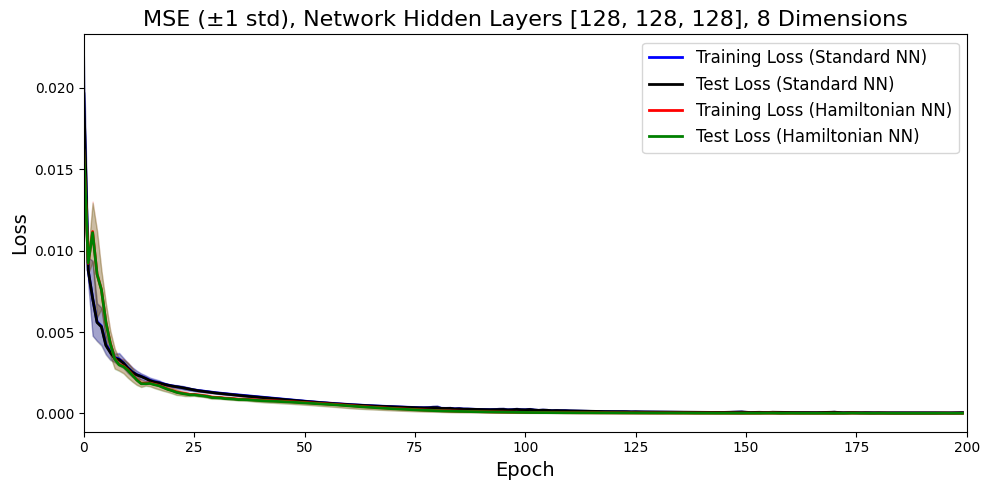 MSE (±1 std), Network Hidden Layers [128, 128, 128], 8 Dimensions
Training Loss (Standard NN)
Test Loss (Standard NN)
Training Loss (Hamiltonian NN)
Test Loss (Hamiltonian NN)
Loss
0.020
0.015
0.010
0.005
0.000
0 25 50 75 100 125 150 175 200
Epoch